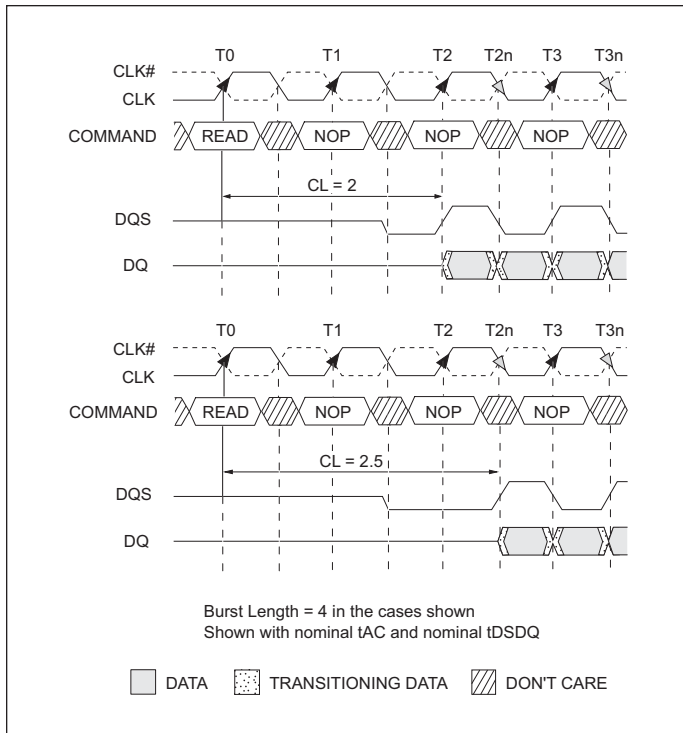 T0 T1 T2 T2n T3 T3n
CLK#
CLK
COMMAND READ NOP NOP NOP
CL = 2
DQS
DQ
T0 T1 T2 T2n T3 T3n
CLK#
CLK
COMMAND READ NOP NOP NOP
CL = 2.5
DQS
DQ
Burst Length = 4 in the cases shown
Shown with nominal tAC and nominal tDSDQ
DATA TRANSITIONING DATA DON'T CARE